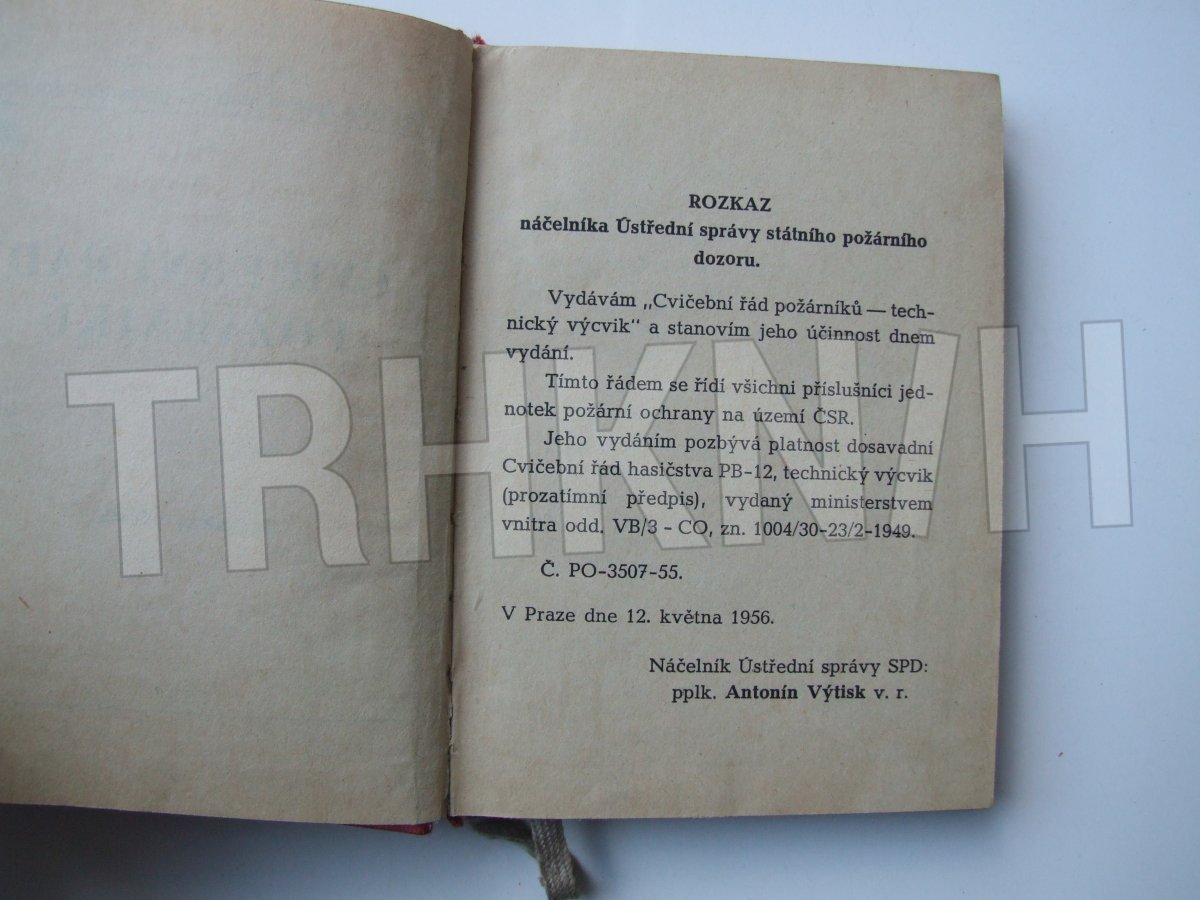 ROZKAZ
náčelníka Ústřední správy státního požárního
dozoru.
Vydávám „Cvičební řád požárníků — tech-
nický výcvik" a stanovím jeho účinnost dnem
vydání.
Tímto řádem se řídí všichni příslušníci jed-
notek požární ochrany na území ČSR.
Jeho vydáním pozbývá platnost dosavadní
Cvičební řád hasičstva PB-12, technický výcvik
(prozatímní předpis), vydaný ministerstvem
vnitra odd. VB/3 - CO, zn. 1004/30-23/2-1949.
Č. PO-3507-55.
V Praze dne 12. května 1956.
Náčelník Ústřední správy SPD:
pplk. Antonín Výtisk v. r.
TRHKNIH